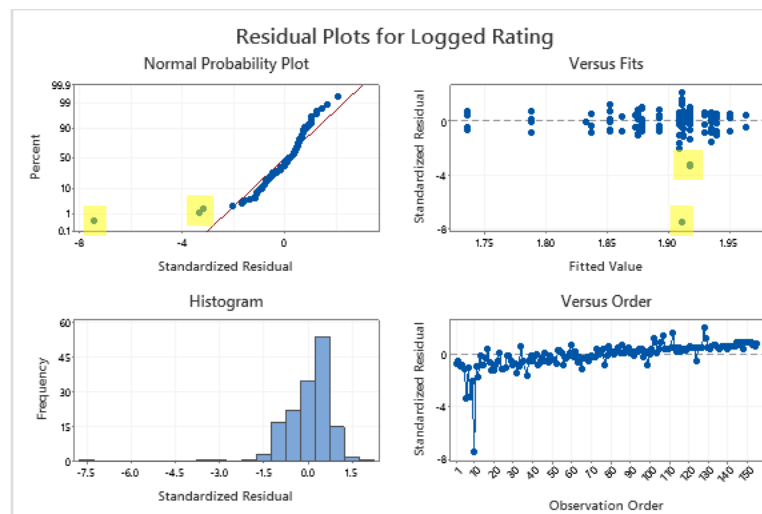 Residual Plots for Logged Rating
Normal Probability Plot
99.9
99
90
50
10
1
0.1
Percent
-8 -4 0
Standardized Residual
Versus Fits
0
-4
-8
Standardized Residual
1.75 1.80 1.85 1.90 1.95
Fitted Value
Histogram
60
45
30
15
0
Frequency
-7.5 -6.0 -4.5 -3.0 -1.5 0.0 1.5
Standardized Residual
Versus Order
0
-4
-8
Standardized Residual
1 10 20 30 40 50 60 70 80 90 100 110 120 130 140 150
Observation Order